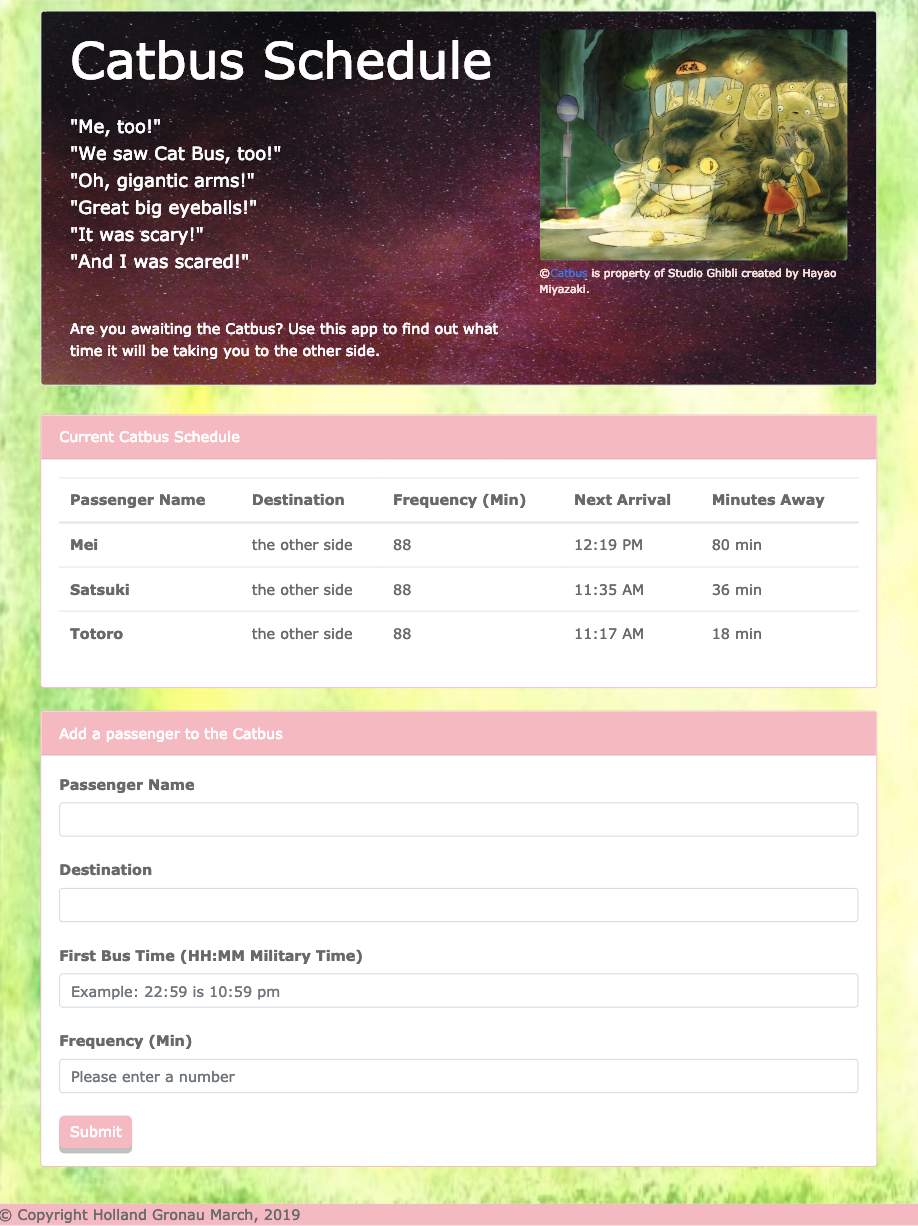 Catbus Schedule
"Me, too!"
"We saw Cat Bus, too!"
"Oh, gigantic arms!"
"Great big eyeballs!"
"It was scary!"
"And I was scared!"
©Catbus is property of Studio Ghibli created by Hayao
Miyazaki.
Are you awaiting the Catbus? Use this app to find out what
time it will be taking you to the other side.
Current Catbus Schedule
Passenger Name Destination Frequency (Min) Next Arrival Minutes Away
Mei the other side 88 12:19 PM 80 min
Satsuki the other side 88 11:35 AM 36 min
Totoro the other side 88 11:17 AM 18 min
Add a passenger to the Catbus
Passenger Name
Destination
First Bus Time (HH:MM Military Time)
Example: 22:59 is 10:59 pm
Frequency (Min)
Please enter a number
Submit
© Copyright Holland Gronau March, 2019